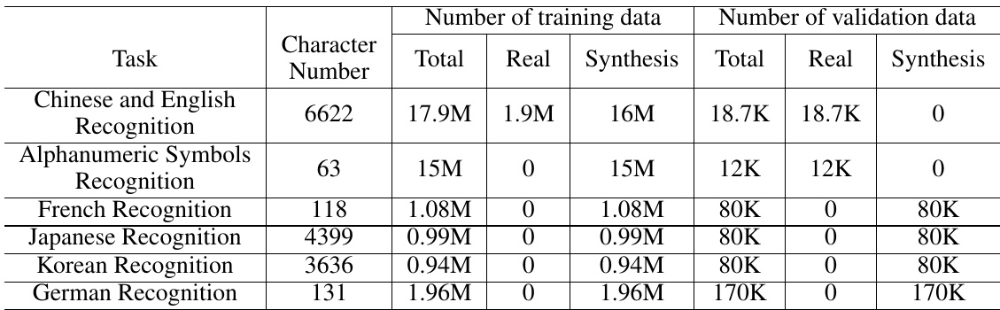 Number of training data Number of validation data
Task Character Number Total Real Synthesis Total Real Synthesis
Chinese and English Recognition 6622 17.9M 1.9M 16M 18.7K 18.7K 0
Alphanumeric Symbols Recognition 63 15M 0 15M 12K 12K 0
French Recognition 118 1.08M 0 1.08M 80K 0 80K
Japanese Recognition 4399 0.99M 0 0.99M 80K 0 80K
Korean Recognition 3636 0.94M 0 0.94M 80K 0 80K
German Recognition 131 1.96M 0 1.96M 170K 0 170K